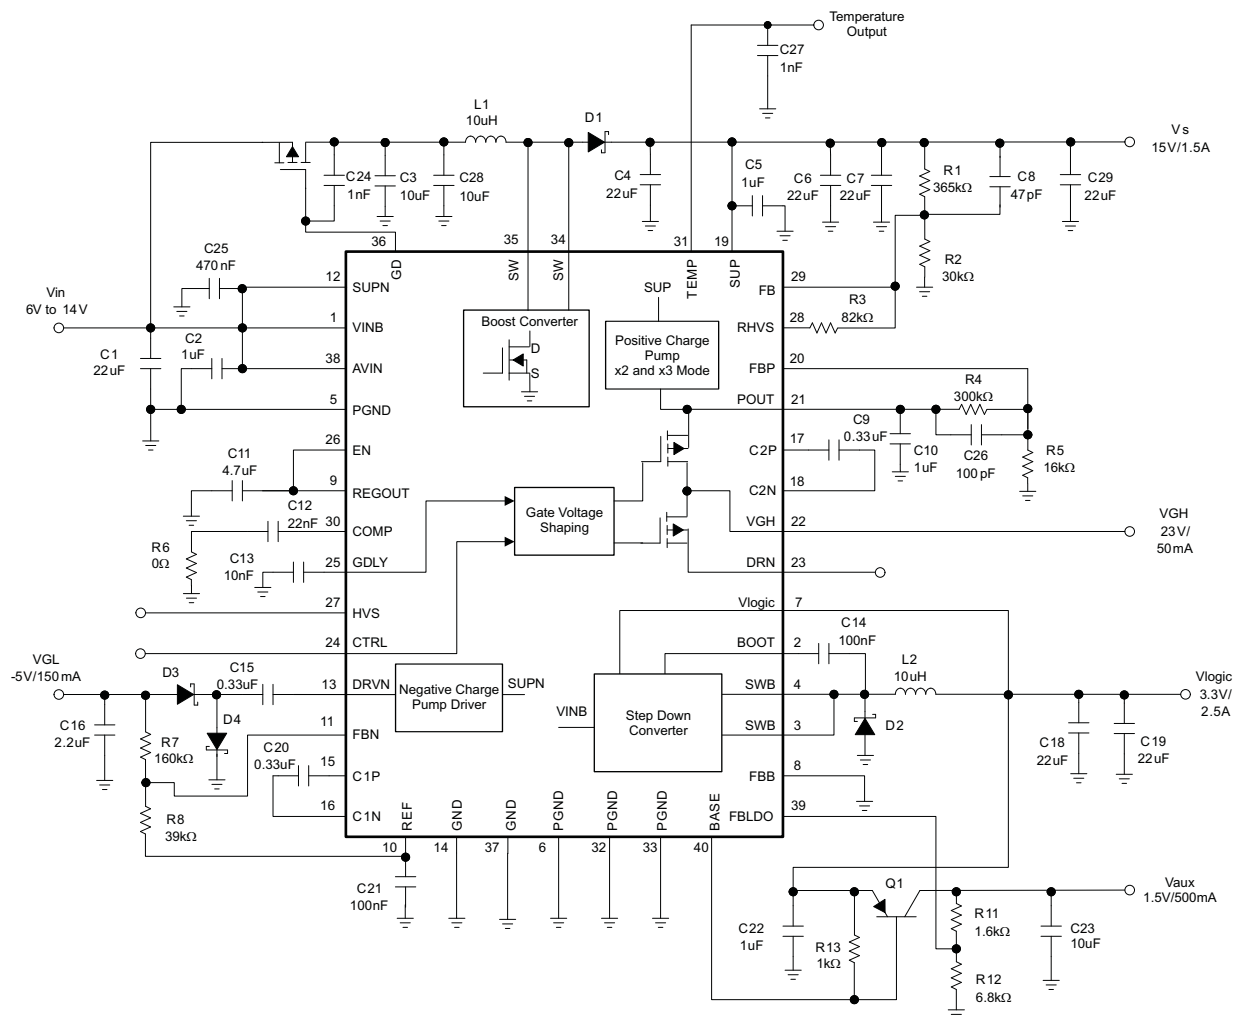 Temperature
Output
C27
1nF
L1
10uH
D1
Vs
15V/1.5A
C24
1nF
C3
10uF
C28
10uF
C4
22uF
C5
1uF
C6
22uF
C7
22uF
R1
365kΩ
C8
47pF
C29
22uF
R2
30kΩ
36
35
34
31
19
GD
SW
SW
TEMP
SUP
C25
470nF
12
SUPN
Vin
6V to 14V
1
VINB
C1
22uF
C2
1uF
38
AVIN
5
PGND
26
EN
C11
4.7uF
9
REGOUT
C12
22nF
30
COMP
R6
0Ω
C13
10nF
25
GDLY
27
HVS
24
CTRL
VGL
-5V/150mA
D3
C15
0.33uF
13
DRVN
D4
11
FBN
C16
2.2uF
R7
160kΩ
C20
0.33uF
15
C1P
16
C1N
R8
39kΩ
Boost Converter
D
S
SUP
Positive Charge
Pump
x2 and x3 Mode
Gate Voltage
Shaping
Negative Charge
Pump Driver
SUPN
VINB
Step Down
Converter
29
FB
R3
82kΩ
28
RHVS
20
FBP
21
POUT
R4
300kΩ
C9
0.33uF
17
C2P
C10
1uF
C26
100pF
R5
16kΩ
18
C2N
22
VGH
VGH
23V/
50mA
23
DRN
7
Vlogic
C14
100nF
2
BOOT
L2
10uH
4
SWB
Vlogic
3.3V/
2.5A
3
SWB
D2
C18
22uF
C19
22uF
8
FBB
39
FBLDO
REF
GND
GND
PGND
PGND
PGND
BASE
10
14
37
6
32
33
40
C21
100nF
Q1
Vaux
1.5V/500mA
C22
1uF
R13
1kΩ
R11
1.6kΩ
C23
10uF
R12
6.8kΩ